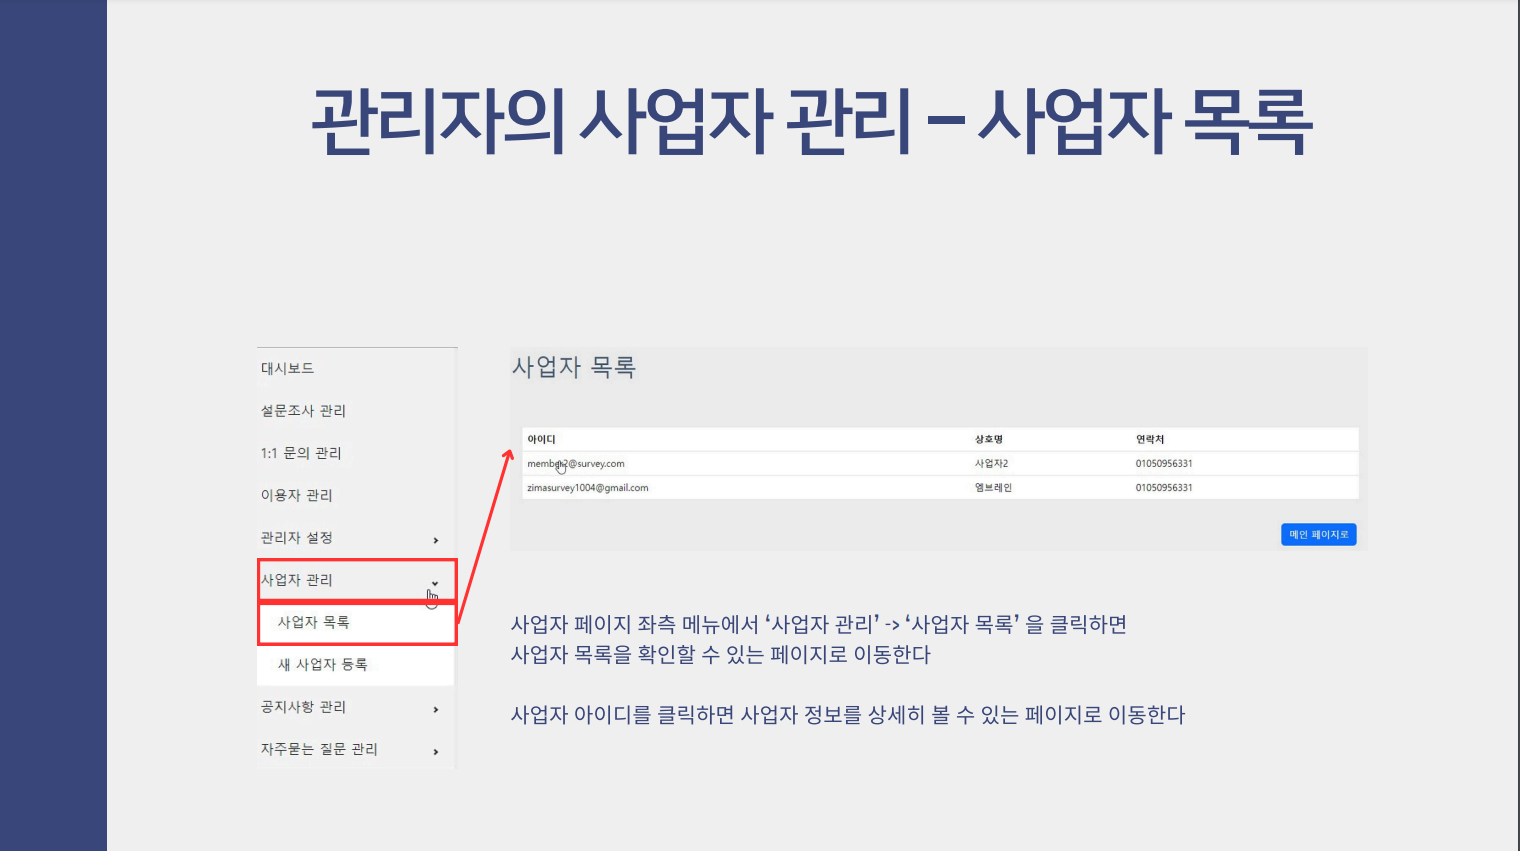 관리자의 사업자 관리 – 사업자 목록
대시보드
설문조사 관리
1:1 문의 관리
이용자 관리
관리자 설정
사업자 관리
사업자 목록
새 사업자 등록
공지사항 관리
자주묻는 질문 관리
사업자 목록
아이디 상호명 연락처
member2@survey.com 사업자2 01050956331
zimasurvey1004@gmail.com 엠브레인 01050956331
메인 페이지로
사업자 페이지 좌측 메뉴에서 ‘사업자 관리’ -> ‘사업자 목록’ 을 클릭하면
사업자 목록을 확인할 수 있는 페이지로 이동한다
사업자 아이디를 클릭하면 사업자 정보를 상세히 볼 수 있는 페이지로 이동한다